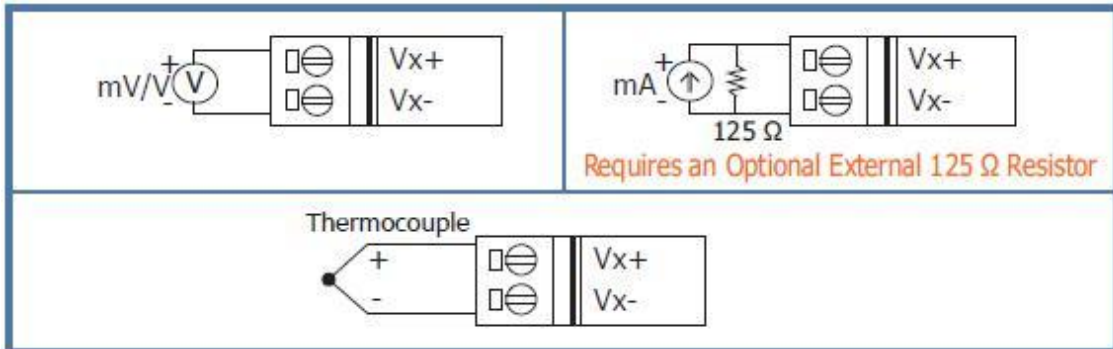 +
mV/V
V
-
Vx+
Vx-
+
mA
-
125 Ω
Vx+
Vx-
Requires an Optional External 125 Ω Resistor
Thermocouple
+
-
Vx+
Vx-